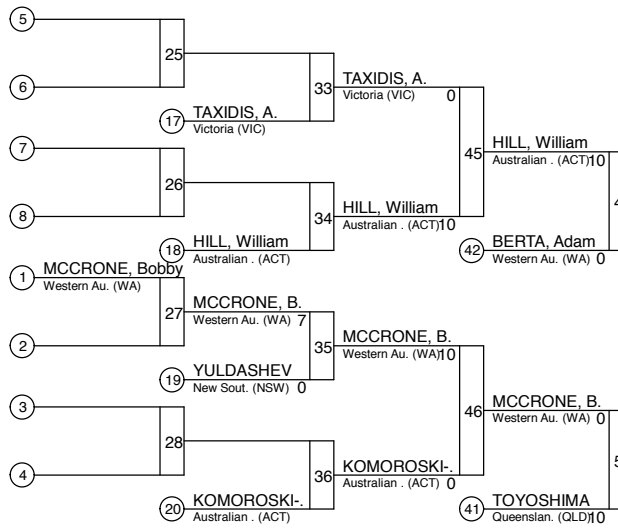 5
25
6
33
TAXIDIS, A.
Victoria (VIC) 0
17
TAXIDIS, A.
Victoria (VIC)
45
HILL, William
Australian . (ACT)10
7
26
8
34
HILL, William
Australian . (ACT)10
18
HILL, William
Australian . (ACT)
42
BERTA, Adam
Western Au. (WA) 0
1
MCCRONE, Bobby
Western Au. (WA)
27
2
MCCRONE, B.
Western Au. (WA) 7
35
MCCRONE, B.
Western Au. (WA)10
19
YULDASHEV
New Sout. (NSW) 0
46
MCCRONE, B.
Western Au. (WA) 0
3
28
4
36
KOMOROSKI-.
Australian . (ACT) 0
20
KOMOROSKI-.
Australian . (ACT)
41
TOYOSHIMA
Queenslan. (QLD)10